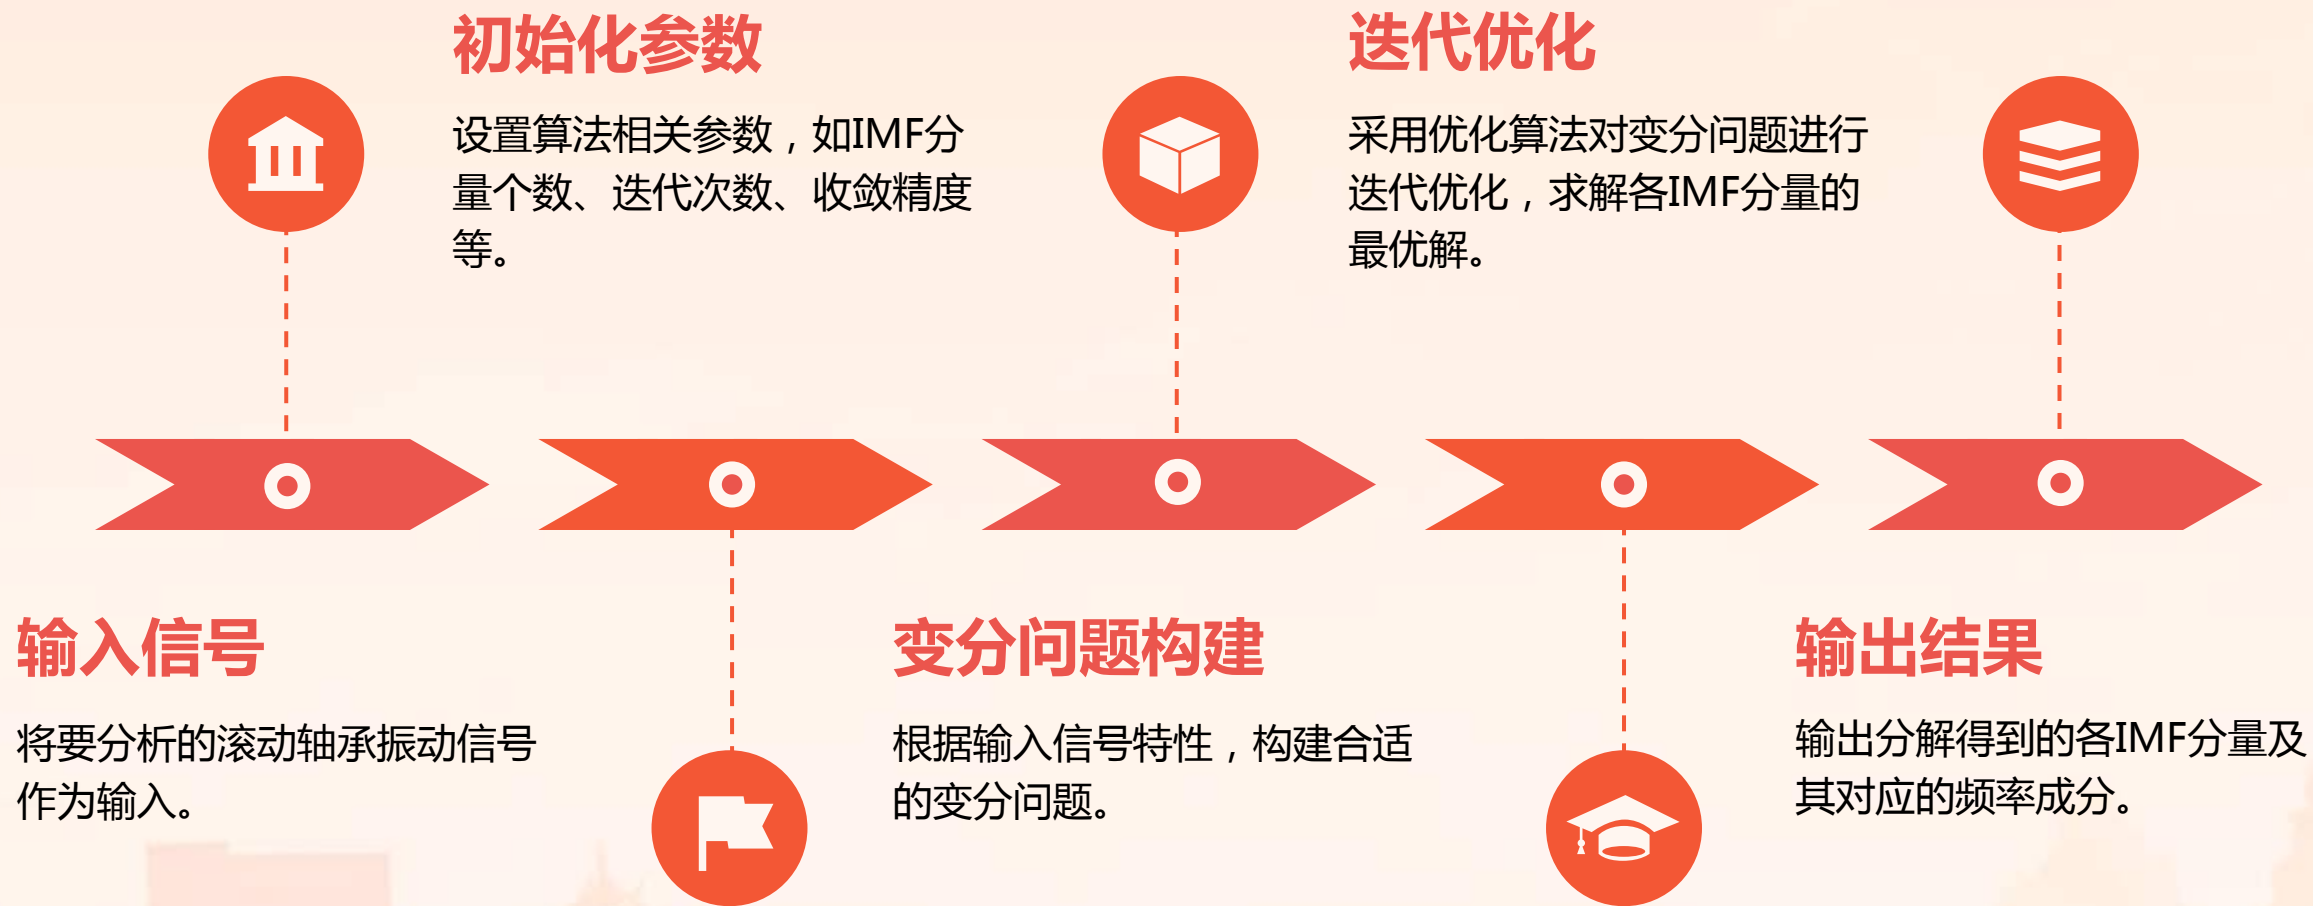 初始化参数
设置算法相关参数，如IMF分
量个数、迭代次数、收敛精度
等。
迭代优化
采用优化算法对变分问题进行
迭代优化，求解各IMF分量的
最优解。
输入信号
将要分析的滚动轴承振动信号
作为输入。
变分问题构建
根据输入信号特性，构建合适
的变分问题。
输出结果
输出分解得到的各IMF分量及
其对应的频率成分。